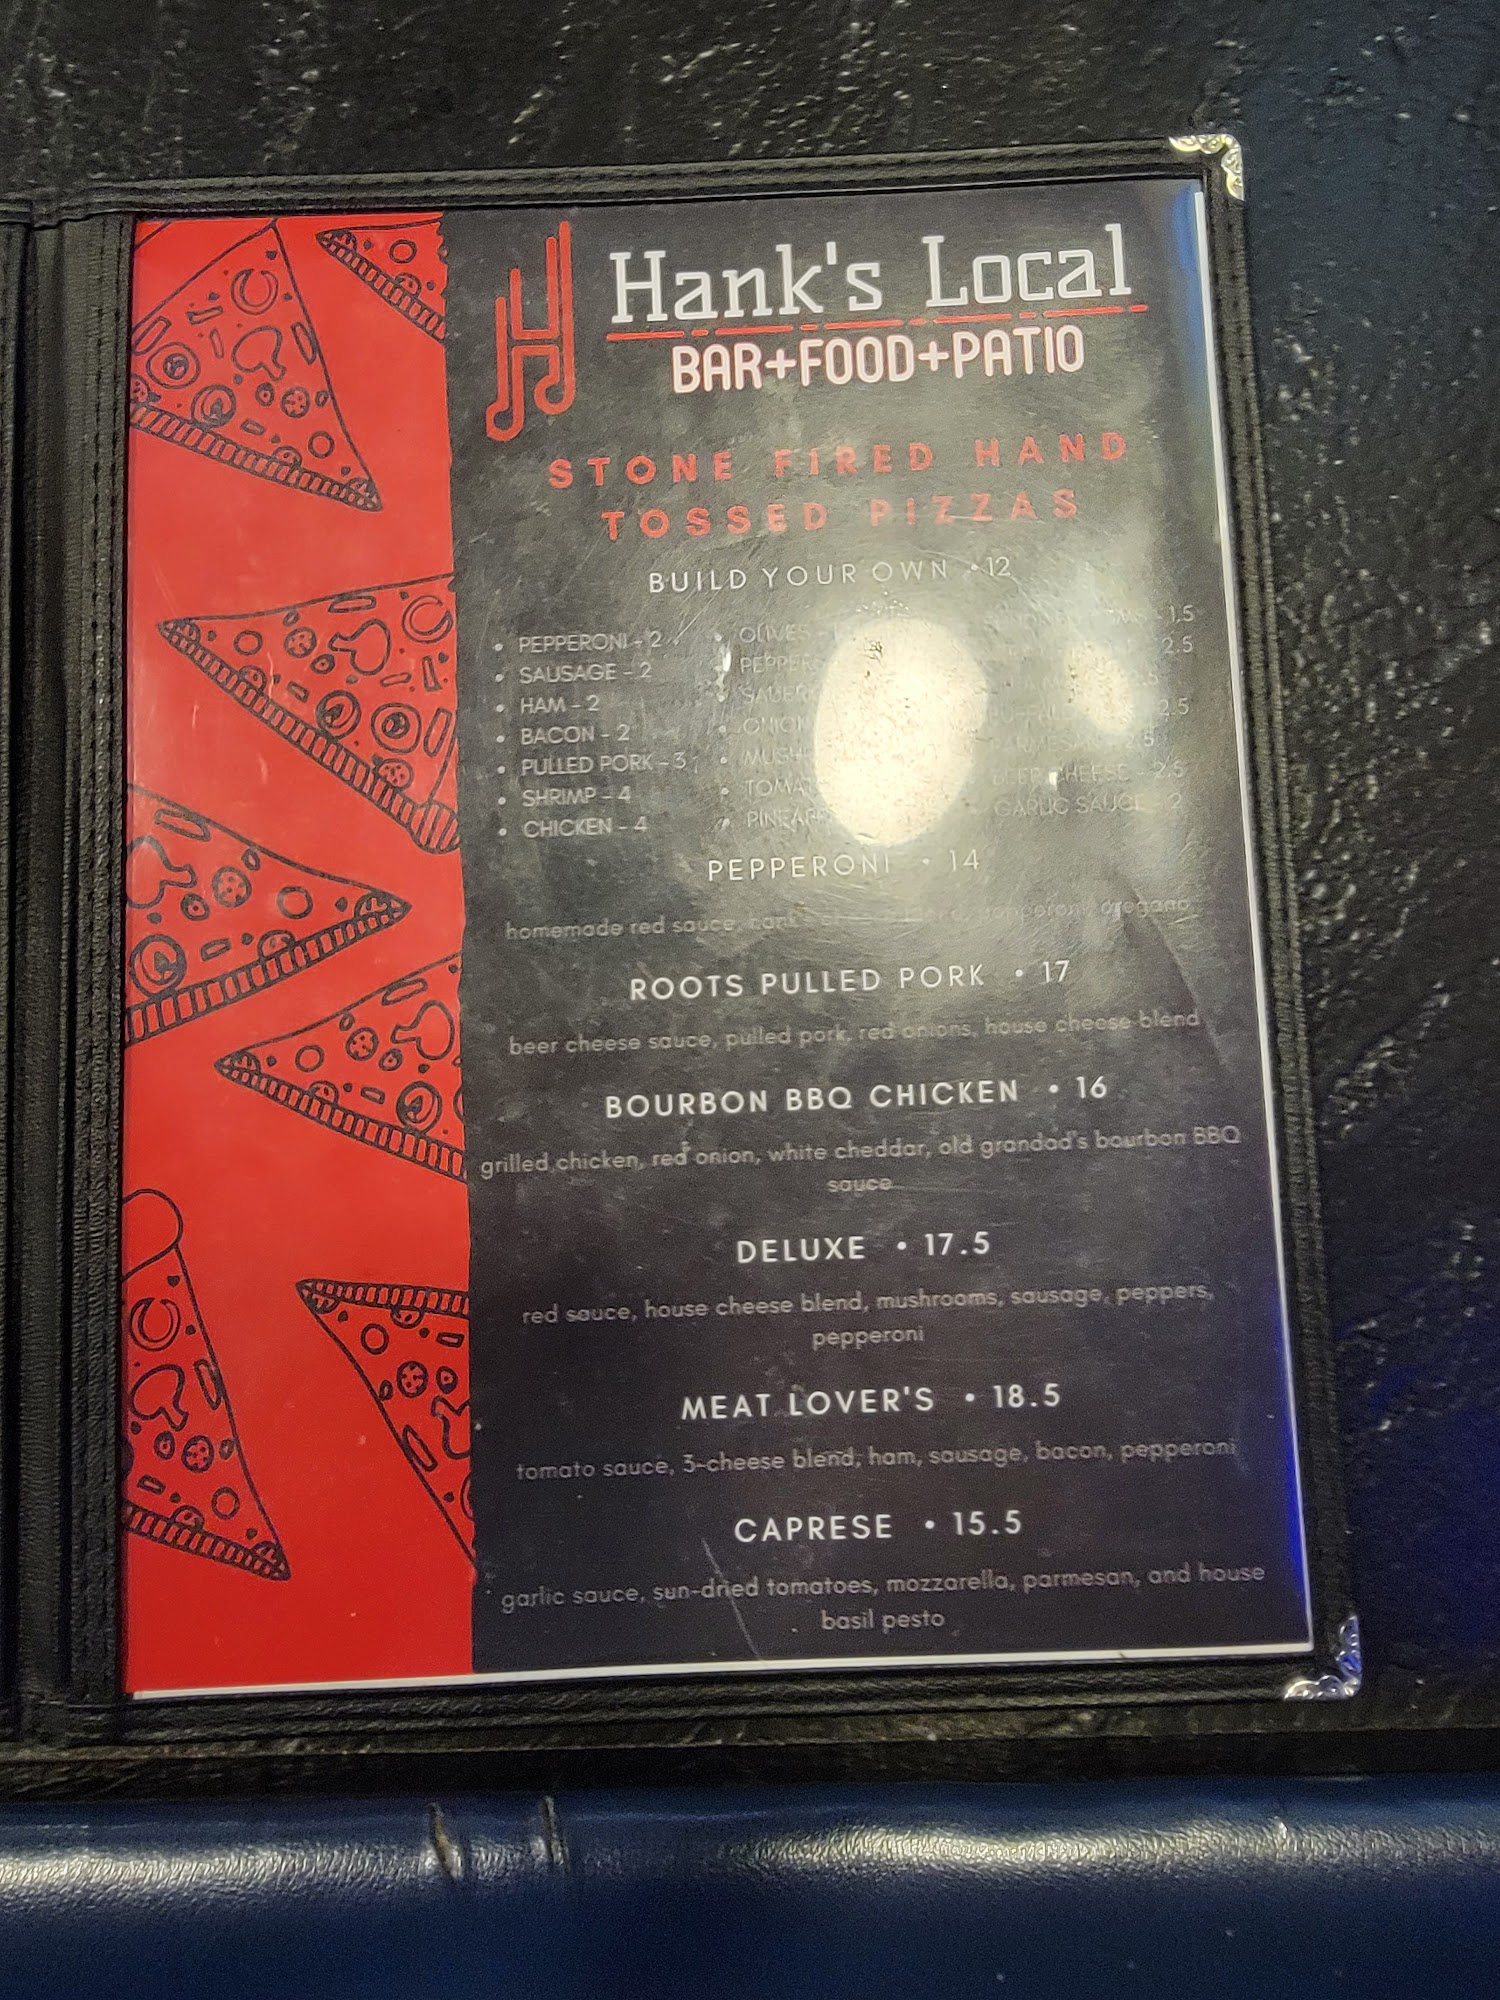 Hank's Local
BAR+FOOD+PATIO
STONE FIRED HAND
TOSSED PIZZAS
BUILD YOUR OWN • 12
• PEPPERONI - 2
• SAUSAGE - 2
• HAM - 2
• BACON - 2
• PULLED PORK - 3
• SHRIMP - 4
• CHICKEN - 4
• OLIVES
•
•
•
•
•
•
1.5
2.5
2.5
BEER CHEESE - 2.5
GARLIC SAUCE - 2
PEPPERONI • 14
homemade red sauce, oregano
ROOTS PULLED PORK • 17
beer cheese sauce, pulled pork, red onions, house cheese blend
BOURBON BBQ CHICKEN • 16
grilled chicken, red onion, white cheddar, old grandad's bourbon BBQ
sauce
DELUXE • 17.5
red sauce, house cheese blend, mushrooms, sausage, peppers,
pepperoni
MEAT LOVER'S • 18.5
tomato sauce, 3-cheese blend, ham, sausage, bacon, pepperoni
CAPRESE • 15.5
garlic sauce, sun-dried tomatoes, mozzarella, parmesan, and house
basil pesto